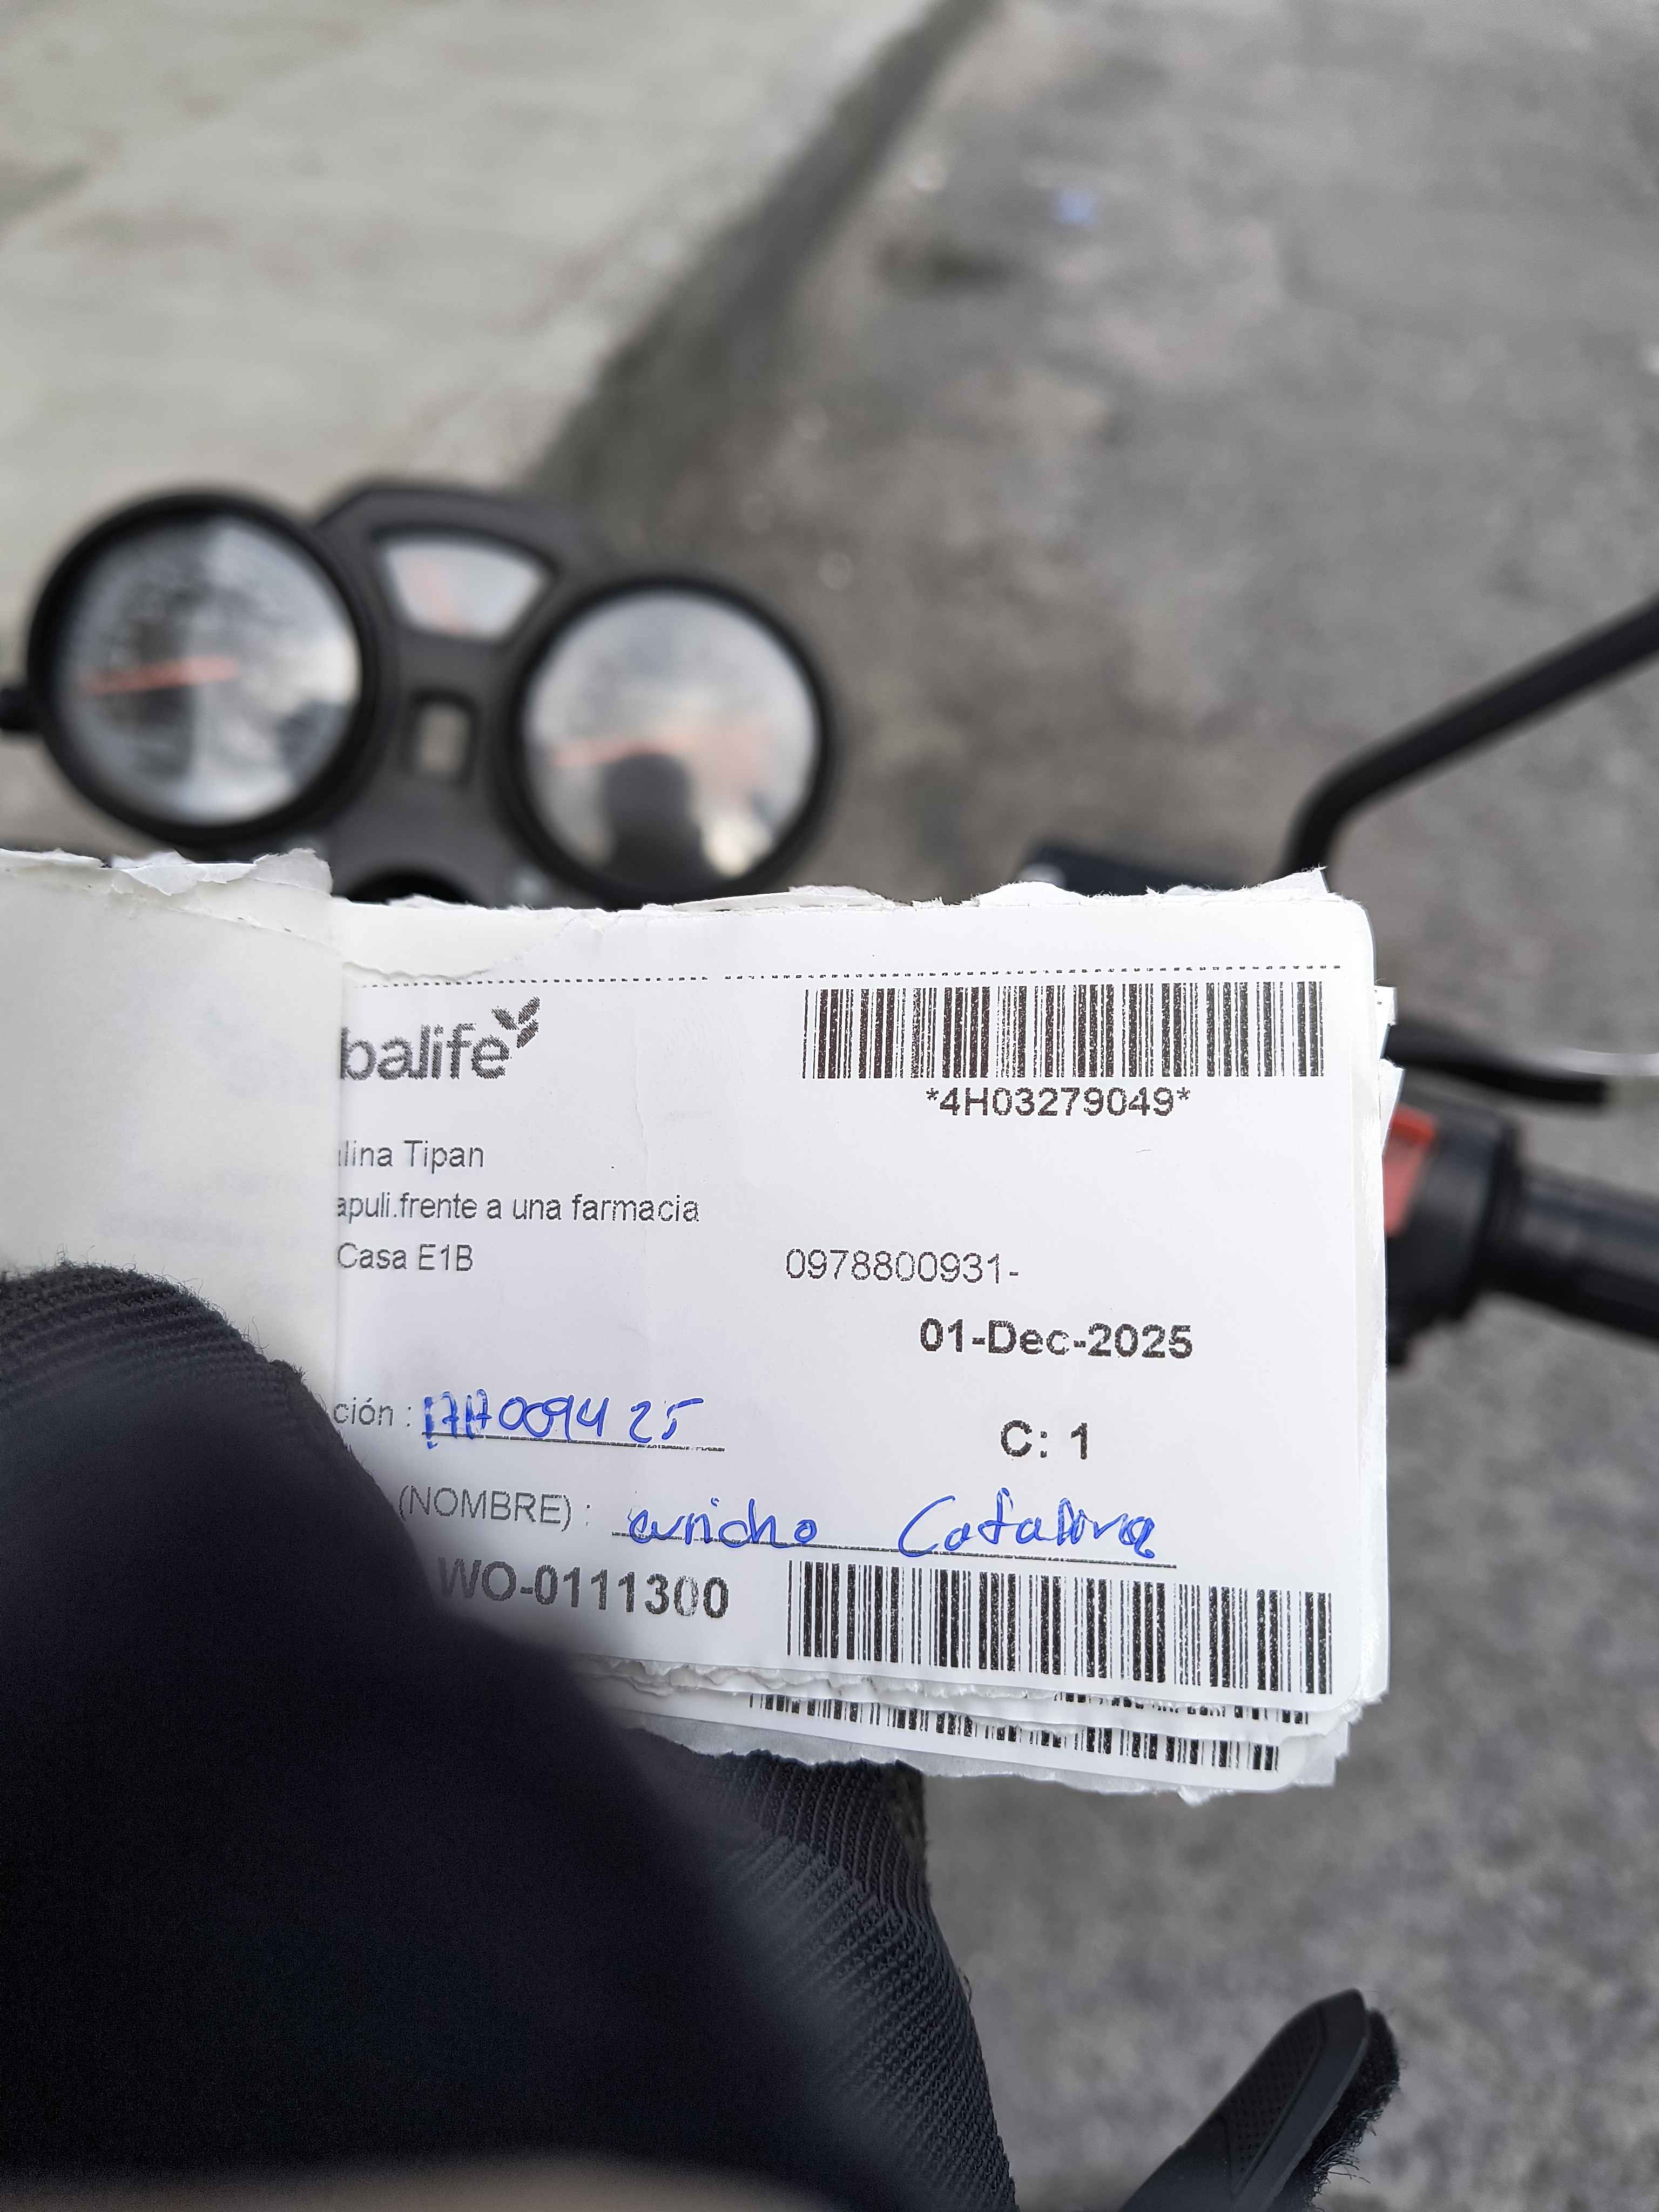 balife
*4H03279049*
lina Tipan
apuli.frente a una farmacia
Casa E1B
0978800931-
01-Dec-2025
ción :
C: 1
(NOMBRE) : Catalina
WO-0111300